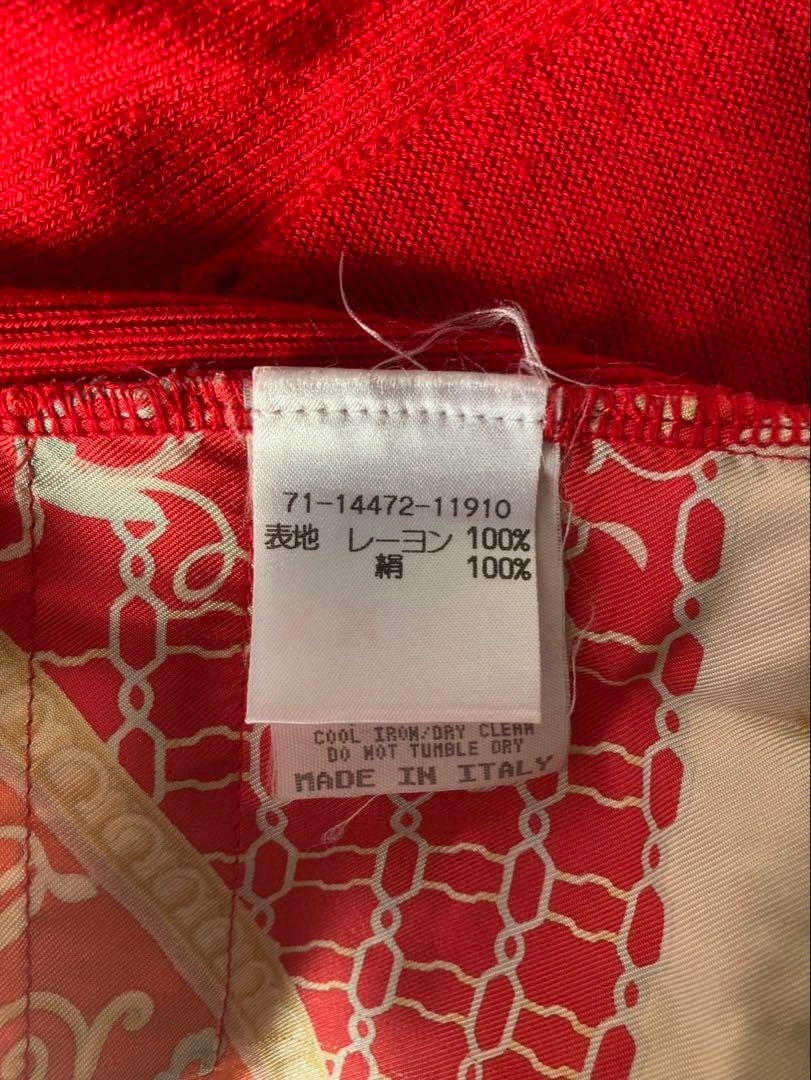 71-14472-11910
表地 レーヨン 100%
絹 100%
COOL IRON/DRY CLEAN
DO NOT TUMBLE DRY
MADE IN ITALY